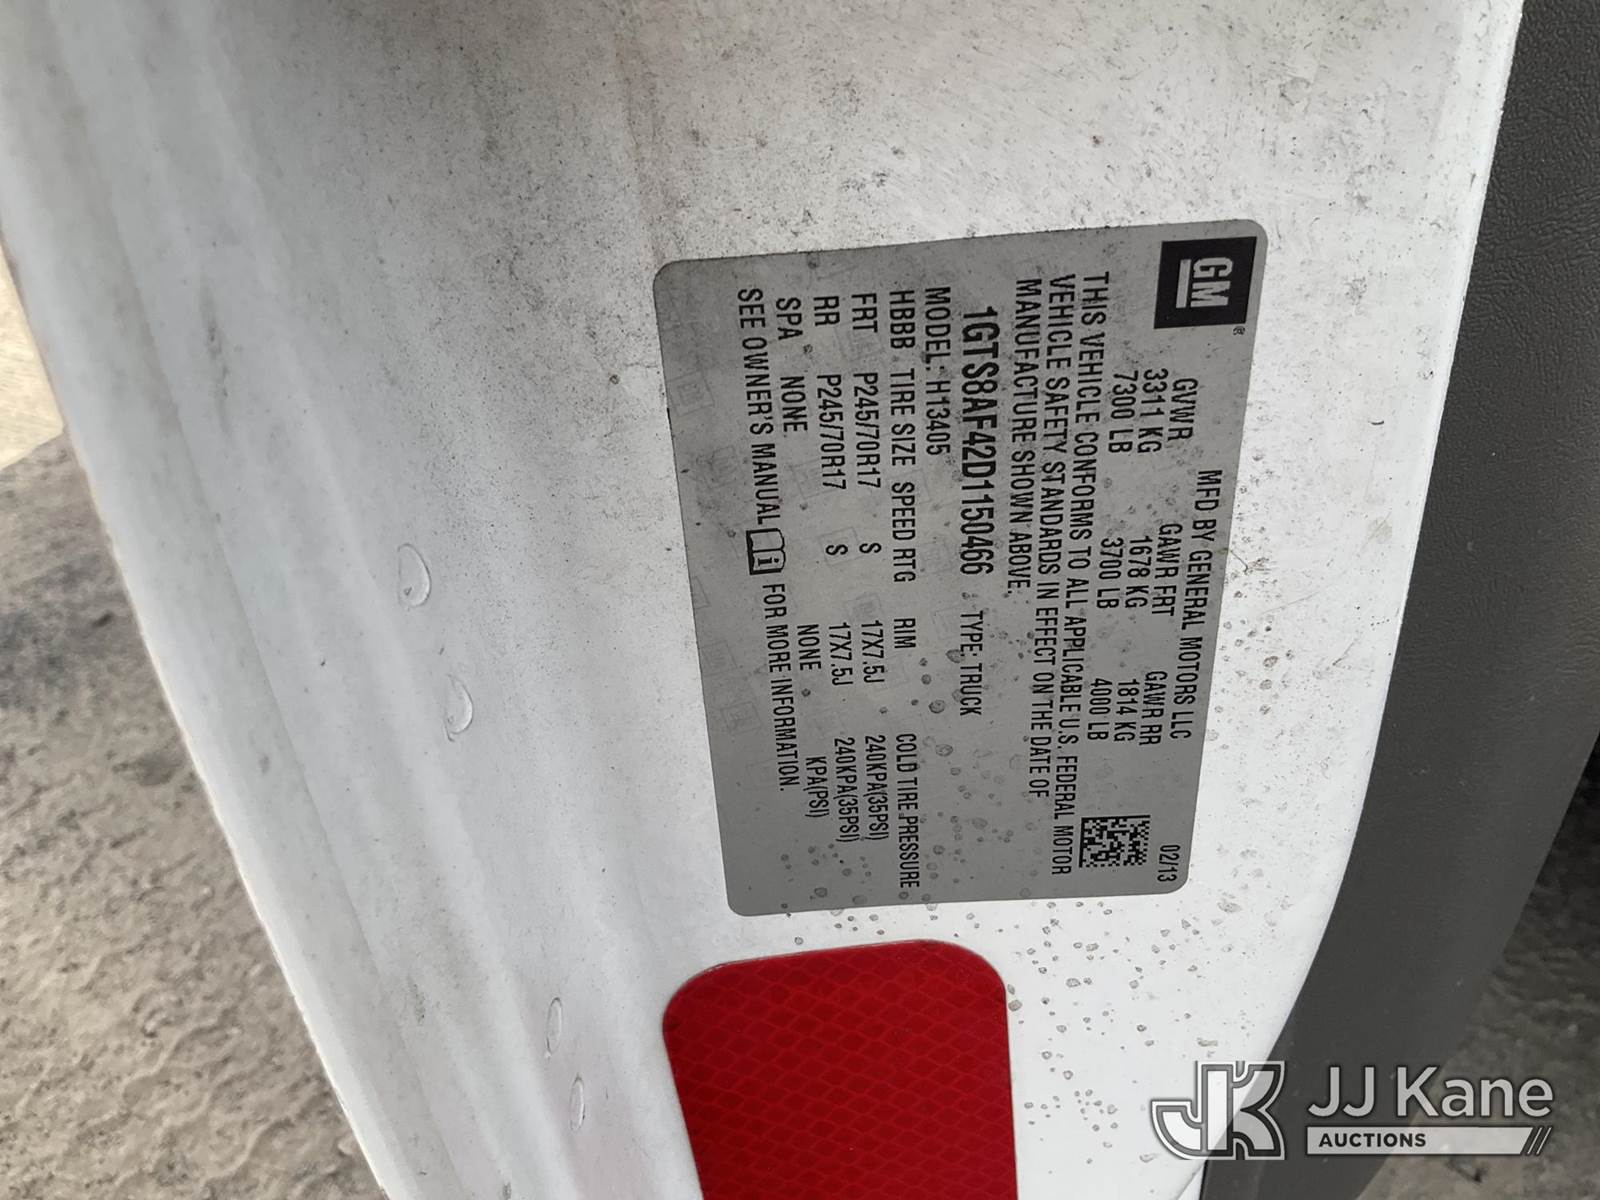 GM®
MFD BY GENERAL MOTORS LLC 02/13
GVWR GAWR FRT GAWR RR
3311 KG 1678 KG 1814 KG
7300 LB 3700 LB 4000 LB
THIS VEHICLE CONFORMS TO ALL APPLICABLE U.S. FEDERAL MOTOR
VEHICLE SAFETY STANDARDS IN EFFECT ON THE DATE OF
MANUFACTURE SHOWN ABOVE.
1GTS8AF42D1150466 TYPE: TRUCK
MODEL: H13405
HBBB TIRE SIZE SPEED RTG RIM COLD TIRE PRESSURE
FRT P245/70R17 S 17X7.5J 240KPA(35PSI)
RR P245/70R17 S 17X7.5J 240KPA(35PSI)
SPA NONE NONE KPA(PSI)
SEE OWNER'S MANUAL i FOR MORE INFORMATION.
JK JJ Kane
AUCTIONS